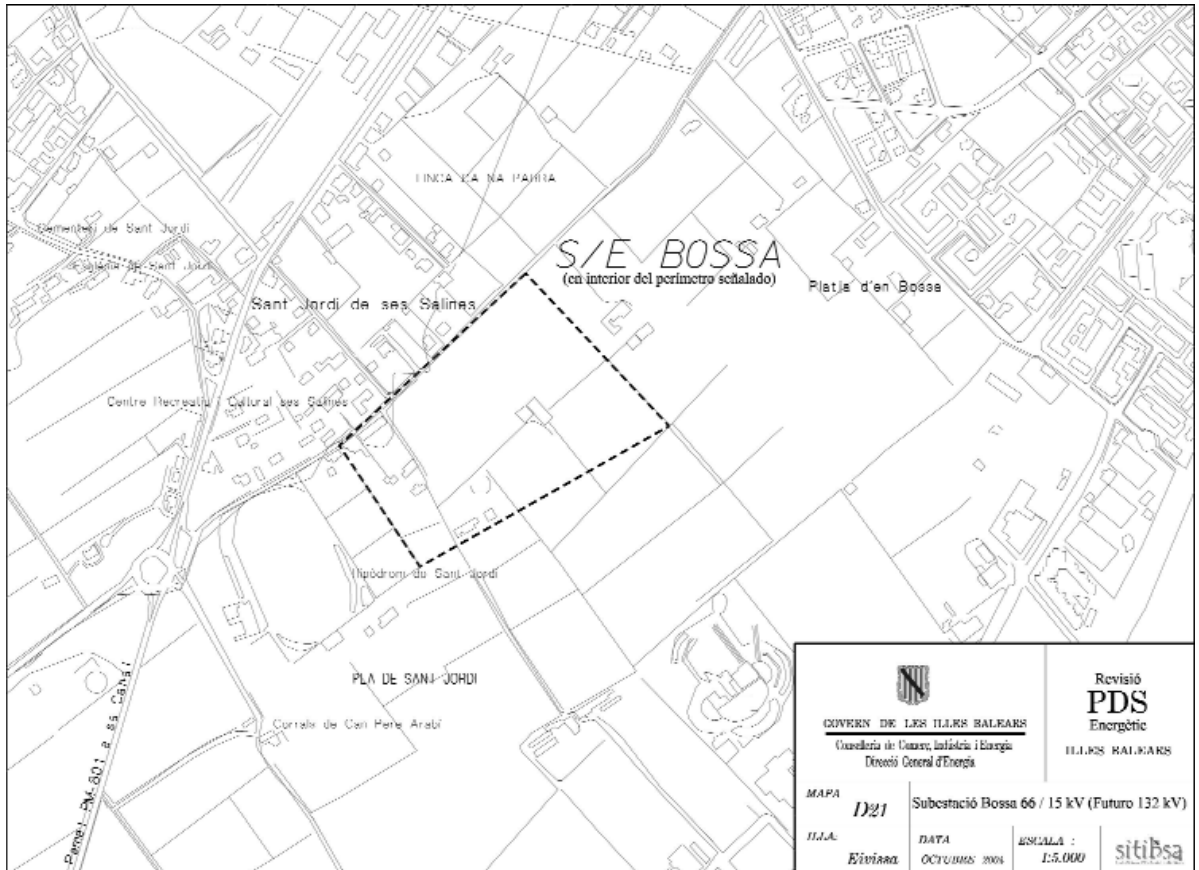 FINCA CA NA PARRA
Cementeri de Sant Jordi
Església de Sant Jordi
S/E BOSSA
(en interior del perímetro señalado)
Platja d'en Bossa
Sant Jordi de ses Salines
Centre Recreatiu i Cultural ses Salines
Hipòdrom de Sant Jordi
PLA DE SANT JORDI
Corrals de Can Pere Arabí
Ramal PM-801 a sa Canal
GOVERN DE LES ILLES BALEARS
Conselleria de Comerç, Indústria i Energia
Direcció General d'Energia
Revisió
PDS
Energètic
ILLES BALEARS
MAPA
D21
Subestació Bossa 66 / 15 kV (Futuro 132 kV)
ILLA:
Eivissa
DATA
OCTUBRE 2004
ESCALA :
1:5.000
sitibsa